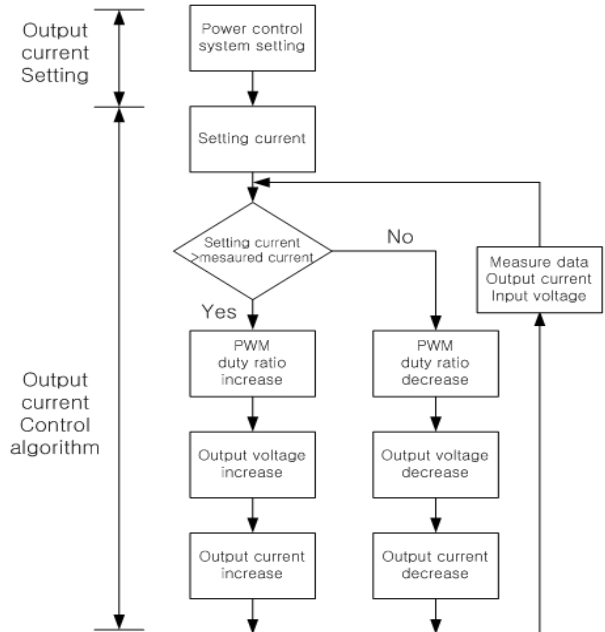 Output
current
Setting
Power control
system setting
Setting current
Setting current
>mesaured current
No
Yes
Measure data
Output current
Input voltage
PWM
duty ratio
increase
PWM
duty ratio
decrease
Output
current
Control
algorithm
Output voltage
increase
Output voltage
decrease
Output current
increase
Output current
decrease